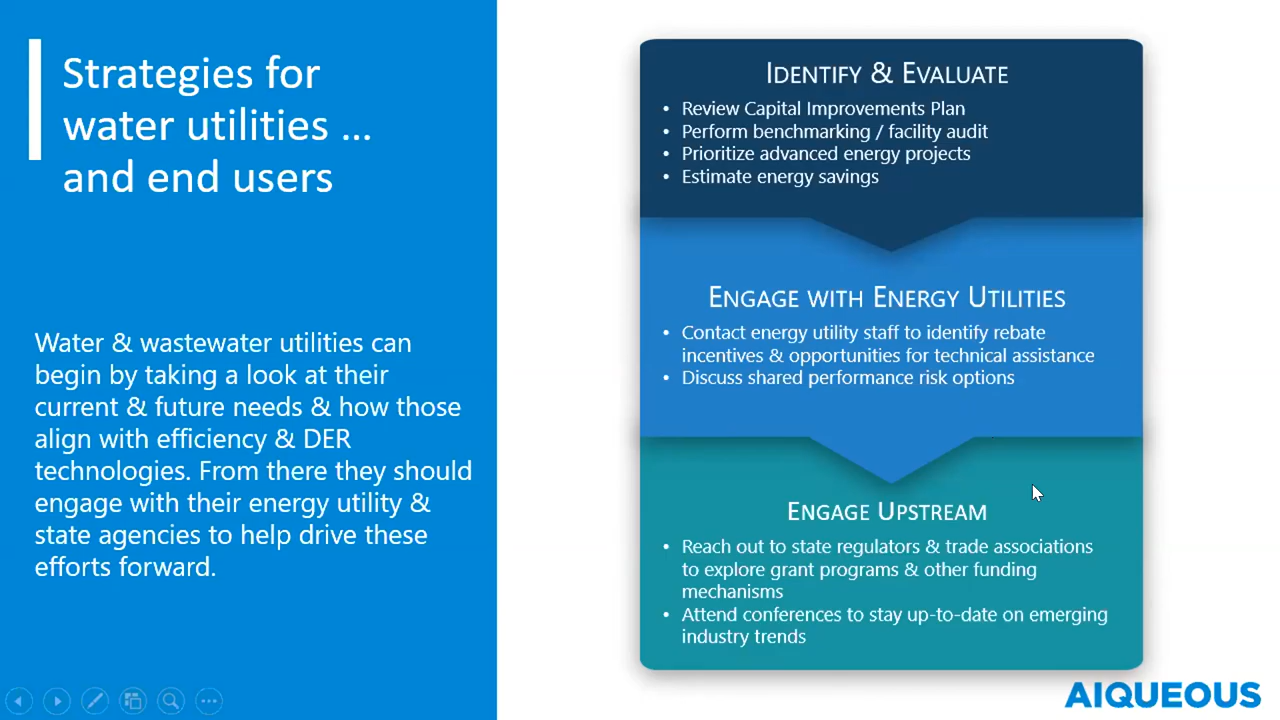 Strategies for
water utilities ...
and end users
Water & wastewater utilities can
begin by taking a look at their
current & future needs & how those
align with efficiency & DER
technologies. From there they should
engage with their energy utility &
state agencies to help drive these
efforts forward.
IDENTIFY & EVALUATE
• Review Capital Improvements Plan
• Perform benchmarking / facility audit
• Prioritize advanced energy projects
• Estimate energy savings
ENGAGE WITH ENERGY UTILITIES
• Contact energy utility staff to identify rebate
incentives & opportunities for technical assistance
• Discuss shared performance risk options
ENGAGE UPSTREAM
• Reach out to state regulators & trade associations
to explore grant programs & other funding
mechanisms
• Attend conferences to stay up-to-date on emerging
industry trends
AIQUEOUS